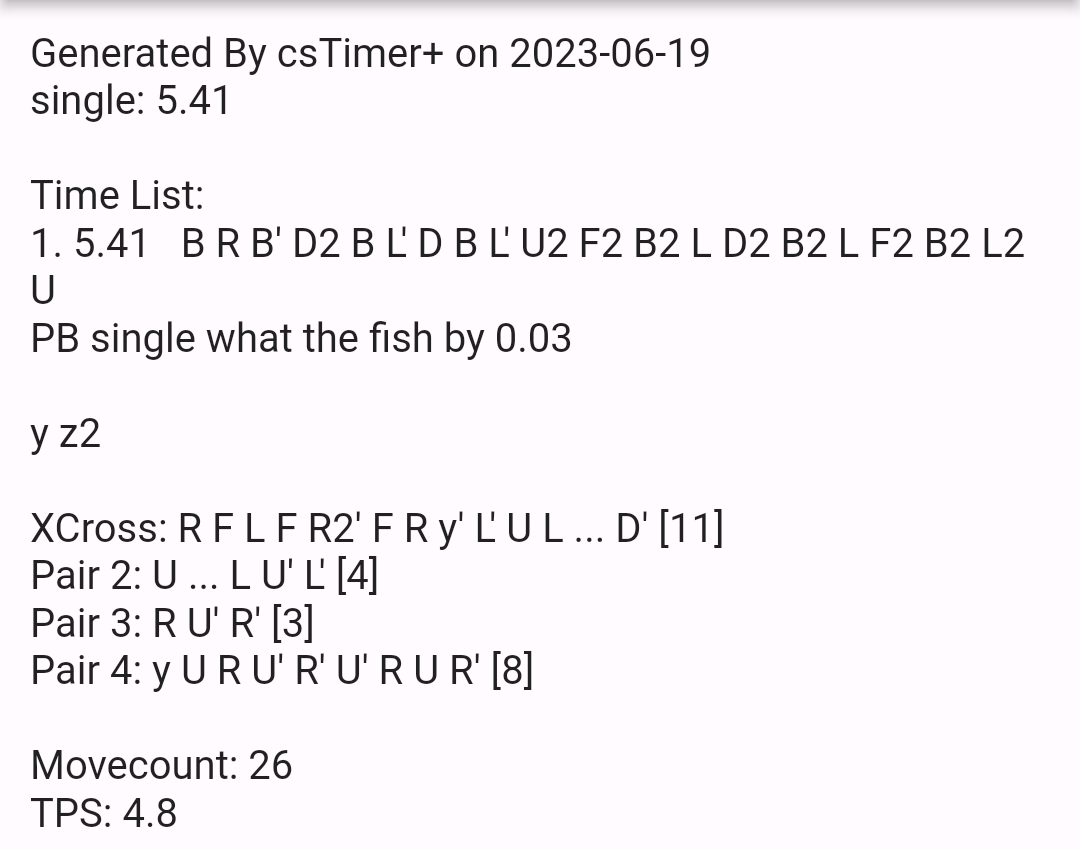 Generated By csTimer+ on 2023-06-19
single: 5.41
Time List:
1. 5.41   B R B' D2 B L' D B L' U2 F2 B2 L D2 B2 L F2 B2 L2
U
PB single what the fish by 0.03
y z2
XCross: R F L F R2' F R y' L' U L ... D' [11]
Pair 2: U ... L U' L' [4]
Pair 3: R U' R' [3]
Pair 4: y U R U' R' U' R U R' [8]
Movecount: 26
TPS: 4.8